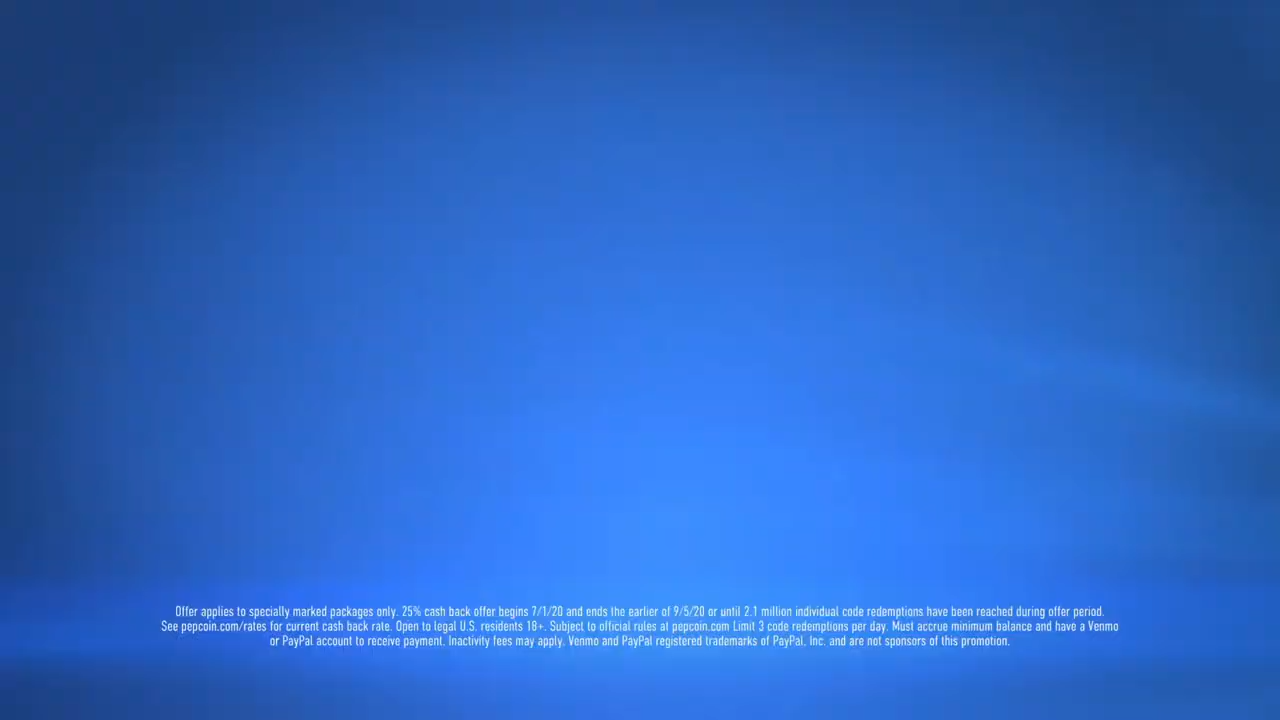 Offer applies to specially marked packages only. 25% cash back offer begins 7/1/20 and ends the earlier of 9/5/20 or until 2.1 million individual code redemptions have been reached during offer period.
See pepcoin.com/rates for current cash back rate. Open to legal U.S. residents 18+. Subject to official rules at pepcoin.com Limit 3 code redemptions per day. Must accrue minimum balance and have a Venmo
or PayPal account to receive payment. Inactivity fees may apply. Venmo and PayPal registered trademarks of PayPal, Inc. and are not sponsors of this promotion.